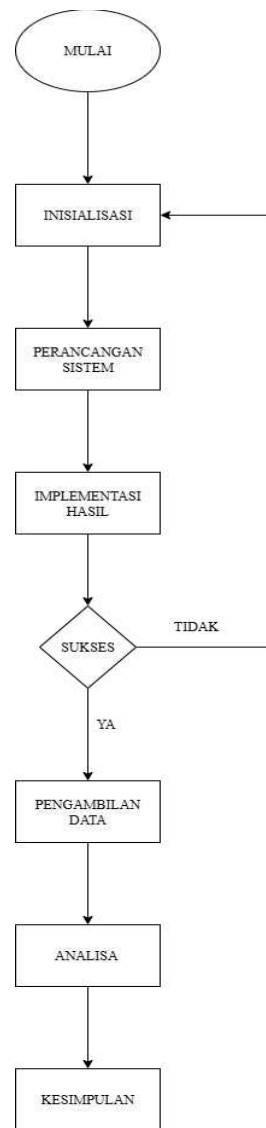 MULAI
INISIALISASI
PERANCANGAN
SISTEM
IMPLEMENTASI
HASIL
SUKSES
TIDAK
YA
PENGAMBILAN
DATA
ANALISA
KESIMPULAN